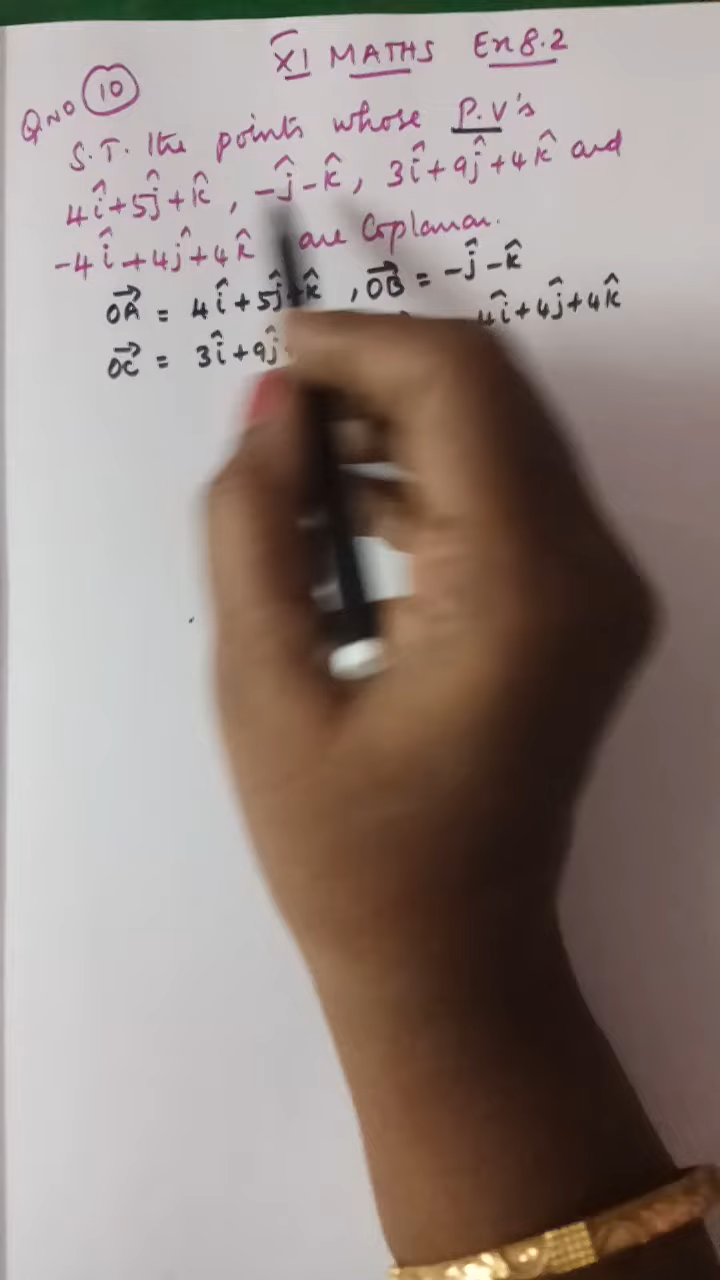 XI MATHS Ex 8.2
QNO 10
S.T. the points whose P.V's
4î+5ĵ+k̂, -ĵ-k̂, 3î+9ĵ+4k̂ and
-4î+4ĵ+4k̂ are Coplanar.
OA⃗ = 4î+5ĵ+k̂, OB⃗ = -ĵ-k̂
OC⃗ = 3î+9ĵ 4î+4ĵ+4k̂